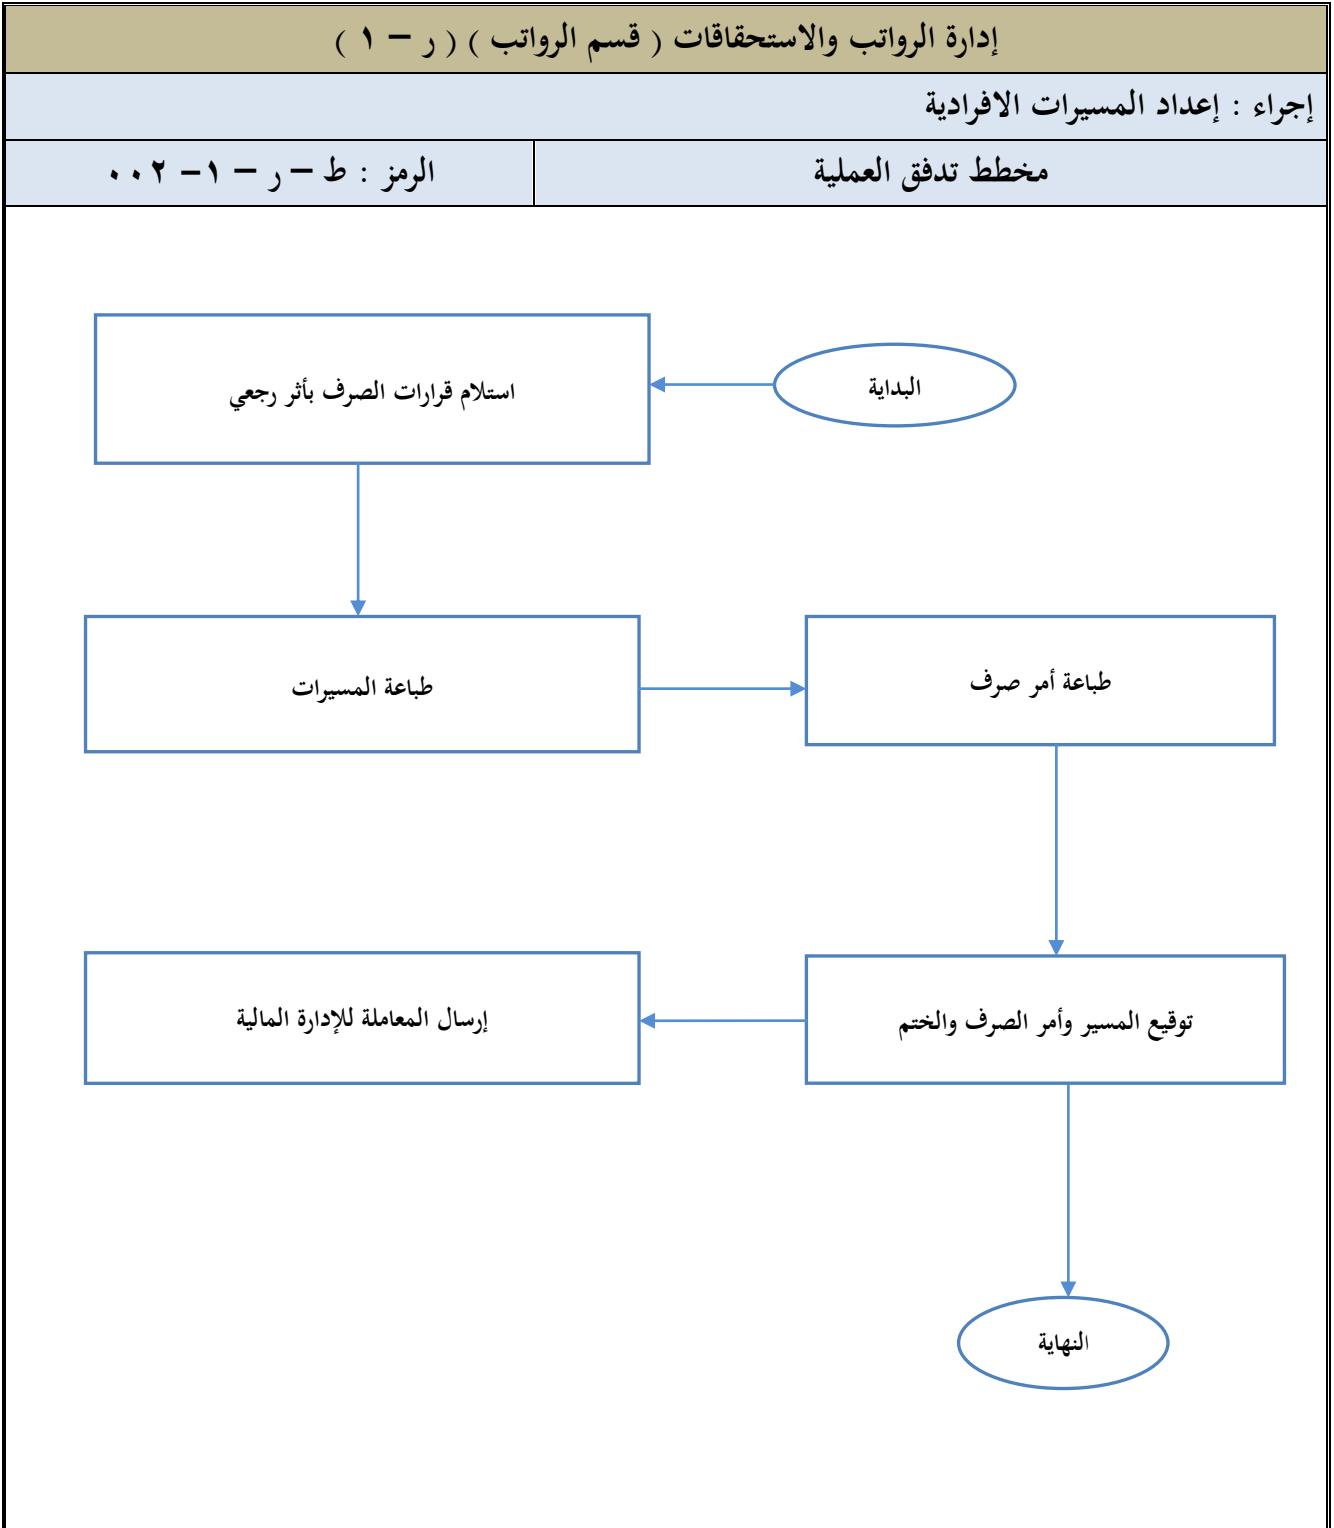 إدارة الرواتب والاستحقاقات ( قسم الرواتب ) ( ر – ١ )
إجراء : إعداد المسيرات الافرادية
مخطط تدفق العملية
الرمز : ط – ر – ١– ٠٠٢
البداية
استلام قرارات الصرف بأثر رجعي
طباعة المسيرات
طباعة أمر صرف
توقيع المسير وأمر الصرف والختم
إرسال المعاملة للإدارة المالية
النهاية